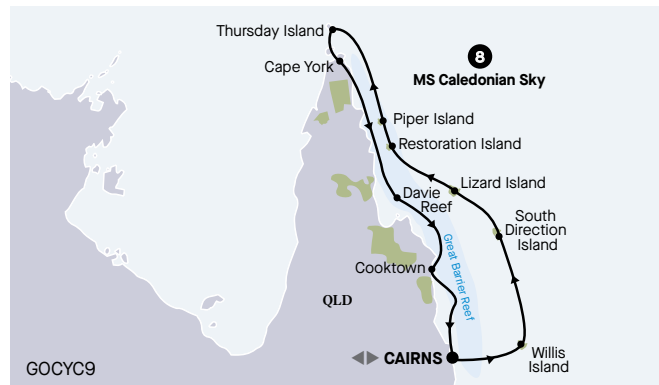 Thursday Island
Cape York
8
MS Caledonian Sky
Piper Island
Restoration Island
Lizard Island
Davie
Reef
South
Direction
Island
Great Barrier Reef
Cooktown
QLD
CAIRNS
Willis
Island
GOCYC9